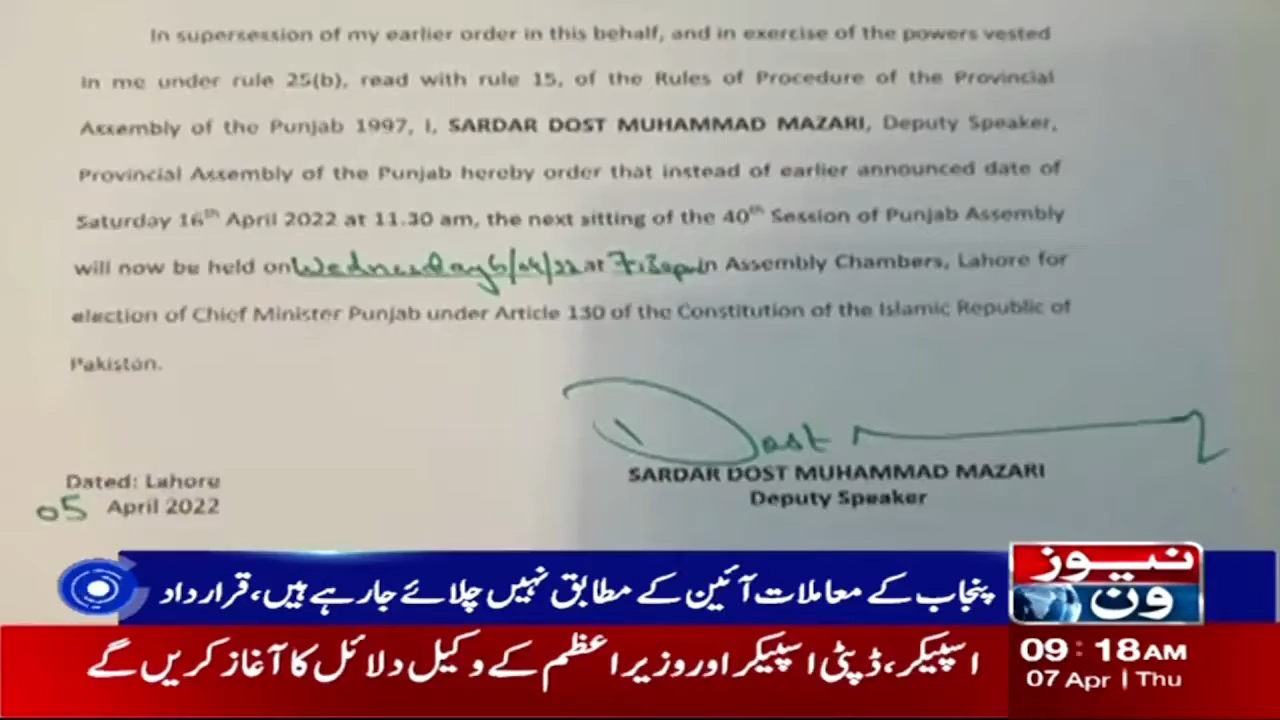 In supersession of my earlier order in this behalf, and in exercise of the powers vested
in me under rule 25(b), read with rule 15, of the Rules of Procedure of the Provincial
Assembly of the Punjab 1997, I, SARDAR DOST MUHAMMAD MAZARI, Deputy Speaker,
Provincial Assembly of the Punjab hereby order that instead of earlier announced date of
Saturday 16th April 2022 at 11.30 am, the next sitting of the 40th Session of Punjab Assembly
will now be held on Wednesday 6/04/22 at 7:30pm in Assembly Chambers, Lahore for
election of Chief Minister Punjab under Article 130 of the Constitution of the Islamic Republic of
Pakistan.
Dost
SARDAR DOST MUHAMMAD MAZARI
Deputy Speaker
Dated: Lahore
05 April 2022
پنجاب کے معاملات آئین کے مطابق نہیں چلائے جارہے ہیں، قرارداد
نیوز
ون
اسپیکر، ڈپٹی اسپیکر اور وزیراعظم کے وکیل دلائل کا آغاز کریں گے
09:18AM
07 Apr | Thu